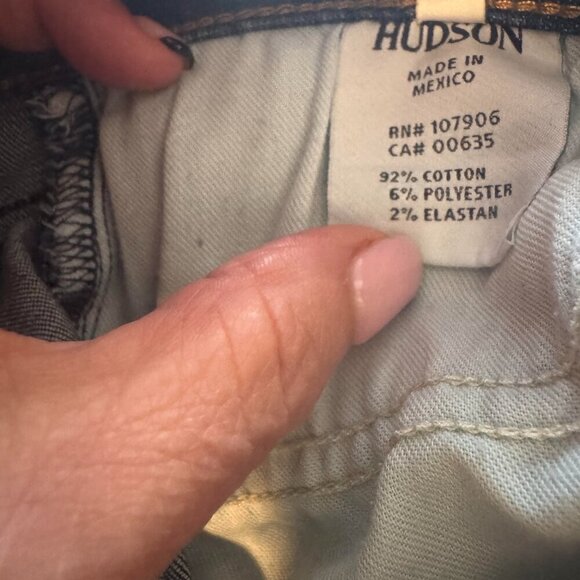 HUDSON
MADE IN
MEXICO
RN# 107906
CA# 00635
92% COTTON
6% POLYESTER
2% ELASTAN